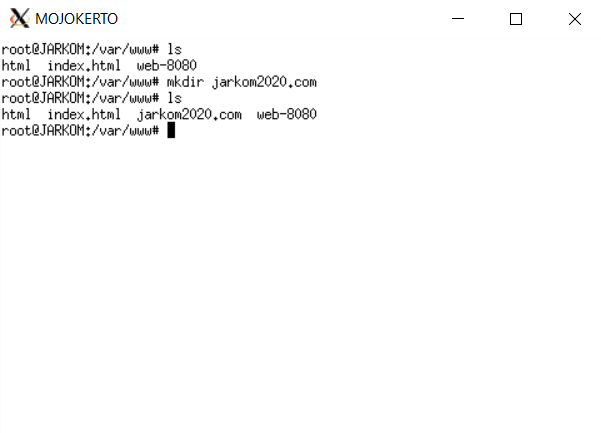 MOJOKERTO
root@JARKOM:/var/www# ls
html  index.html  web-8080
root@JARKOM:/var/www# mkdir jarkom2020.com
root@JARKOM:/var/www# ls
html  index.html  jarkom2020.com  web-8080
root@JARKOM:/var/www#